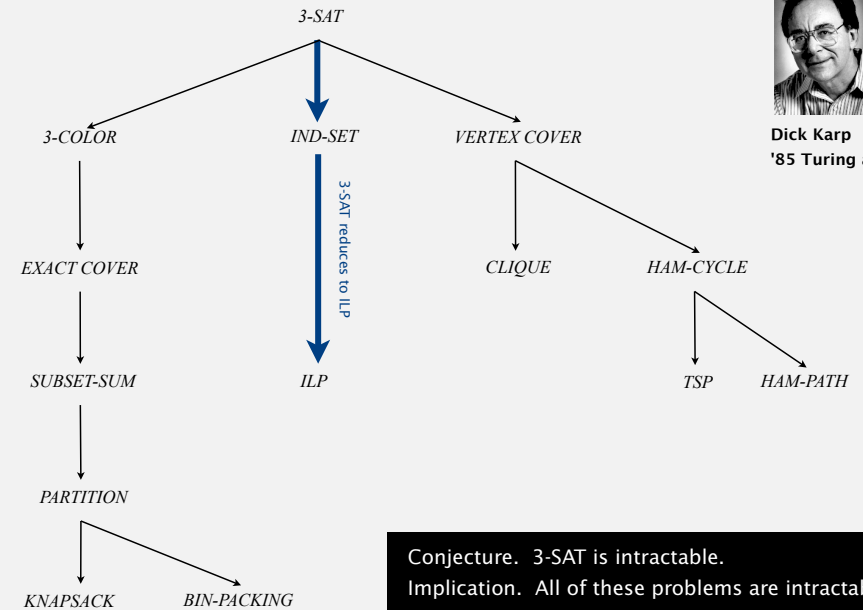 3-SAT
3-COLOR
IND-SET
VERTEX COVER
Dick Karp
'85 Turing
3-SAT reduces to ILP
EXACT COVER
CLIQUE
HAM-CYCLE
SUBSET-SUM
ILP
TSP
HAM-PATH
PARTITION
Conjecture. 3-SAT is intractable.
Implication. All of these problems are
KNAPSACK
BIN-PACKING